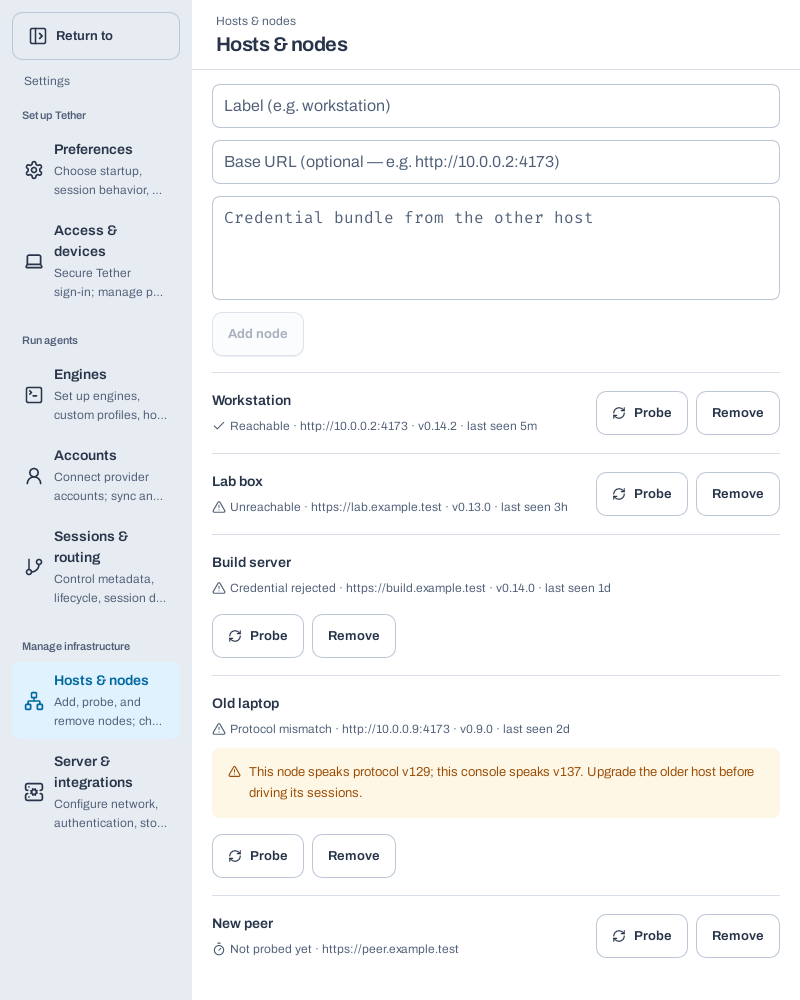 Return to
Settings
Set up Tether
Preferences
Choose startup,
session behavior, ...
Access &
devices
Secure Tether
sign-in; manage p...
Run agents
Engines
Set up engines,
custom profiles, ho...
Accounts
Connect provider
accounts; sync an...
Sessions &
routing
Control metadata,
lifecycle, session d...
Manage infrastructure
Hosts & nodes
Add, probe, and
remove nodes; ch...
Server &
integrations
Configure network,
authentication, sto...
Hosts & nodes
Hosts & nodes
Label (e.g. workstation)
Base URL (optional — e.g. http://10.0.0.2:4173)
Credential bundle from the other host
Add node
Workstation
Reachable · http://10.0.0.2:4173 · v0.14.2 · last seen 5m
Probe
Remove
Lab box
Unreachable · https://lab.example.test · v0.13.0 · last seen 3h
Probe
Remove
Build server
Credential rejected · https://build.example.test · v0.14.0 · last seen 1d
Probe
Remove
Old laptop
Protocol mismatch · http://10.0.0.9:4173 · v0.9.0 · last seen 2d
This node speaks protocol v129; this console speaks v137. Upgrade the older host before
driving its sessions.
Probe
Remove
New peer
Not probed yet · https://peer.example.test
Probe
Remove